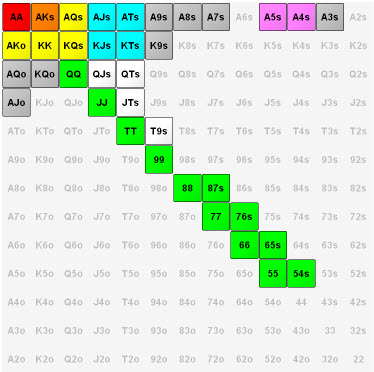 AA AKs AQs AJs ATs A9s A8s A7s A6s A5s A4s A3s A2s
AKo KK KQs KJs KTs K9s K8s K7s K6s K5s K4s K3s K2s
AQo KQo QQ QJs QTs Q9s Q8s Q7s Q6s Q5s Q4s Q3s Q2s
AJo KJo QJo JJ JTs J9s J8s J7s J6s J5s J4s J3s J2s
ATo KTo QTo JTo TT T9s T8s T7s T6s T5s T4s T3s T2s
A9o K9o Q9o J9o T9o 99 98s 97s 96s 95s 94s 93s 92s
A8o K8o Q8o J8o T8o 98o 88 87s 86s 85s 84s 83s 82s
A7o K7o Q7o J7o T7o 97o 87o 77 76s 75s 74s 73s 72s
A6o K6o Q6o J6o T6o 96o 86o 76o 66 65s 64s 63s 62s
A5o K5o Q5o J5o T5o 95o 85o 75o 65o 55 54s 53s 52s
A4o K4o Q4o J4o T4o 94o 84o 74o 64o 54o 44 43s 42s
A3o K3o Q3o J3o T3o 93o 83o 73o 63o 53o 43o 33 32s
A2o K2o Q2o J2o T2o 92o 82o 72o 62o 52o 42o 32o 22